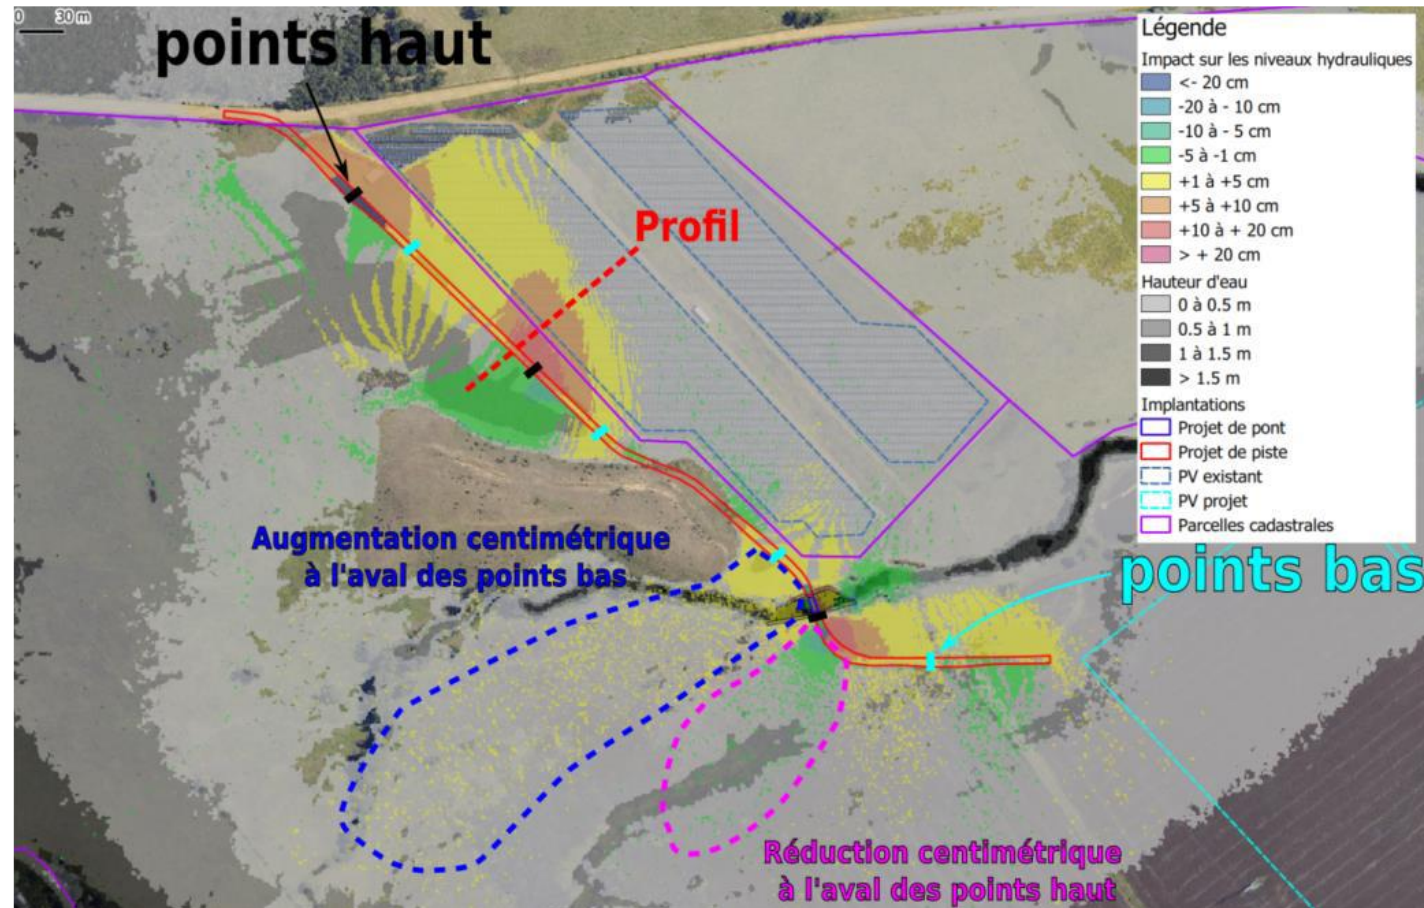 0 30 m
points haut
Profil
Augmentation centimétrique
à l'aval des points bas
points bas
Réduction centimétrique
à l'aval des points haut
Légende
Impact sur les niveaux hydrauliques
<- 20 cm
-20 à - 10 cm
-10 à - 5 cm
-5 à -1 cm
+1 à +5 cm
+5 à +10 cm
+10 à + 20 cm
> + 20 cm
Hauteur d'eau
0 à 0.5 m
0.5 à 1 m
1 à 1.5 m
> 1.5 m
Implantations
Projet de pont
Projet de piste
PV existant
PV projet
Parcelles cadastrales